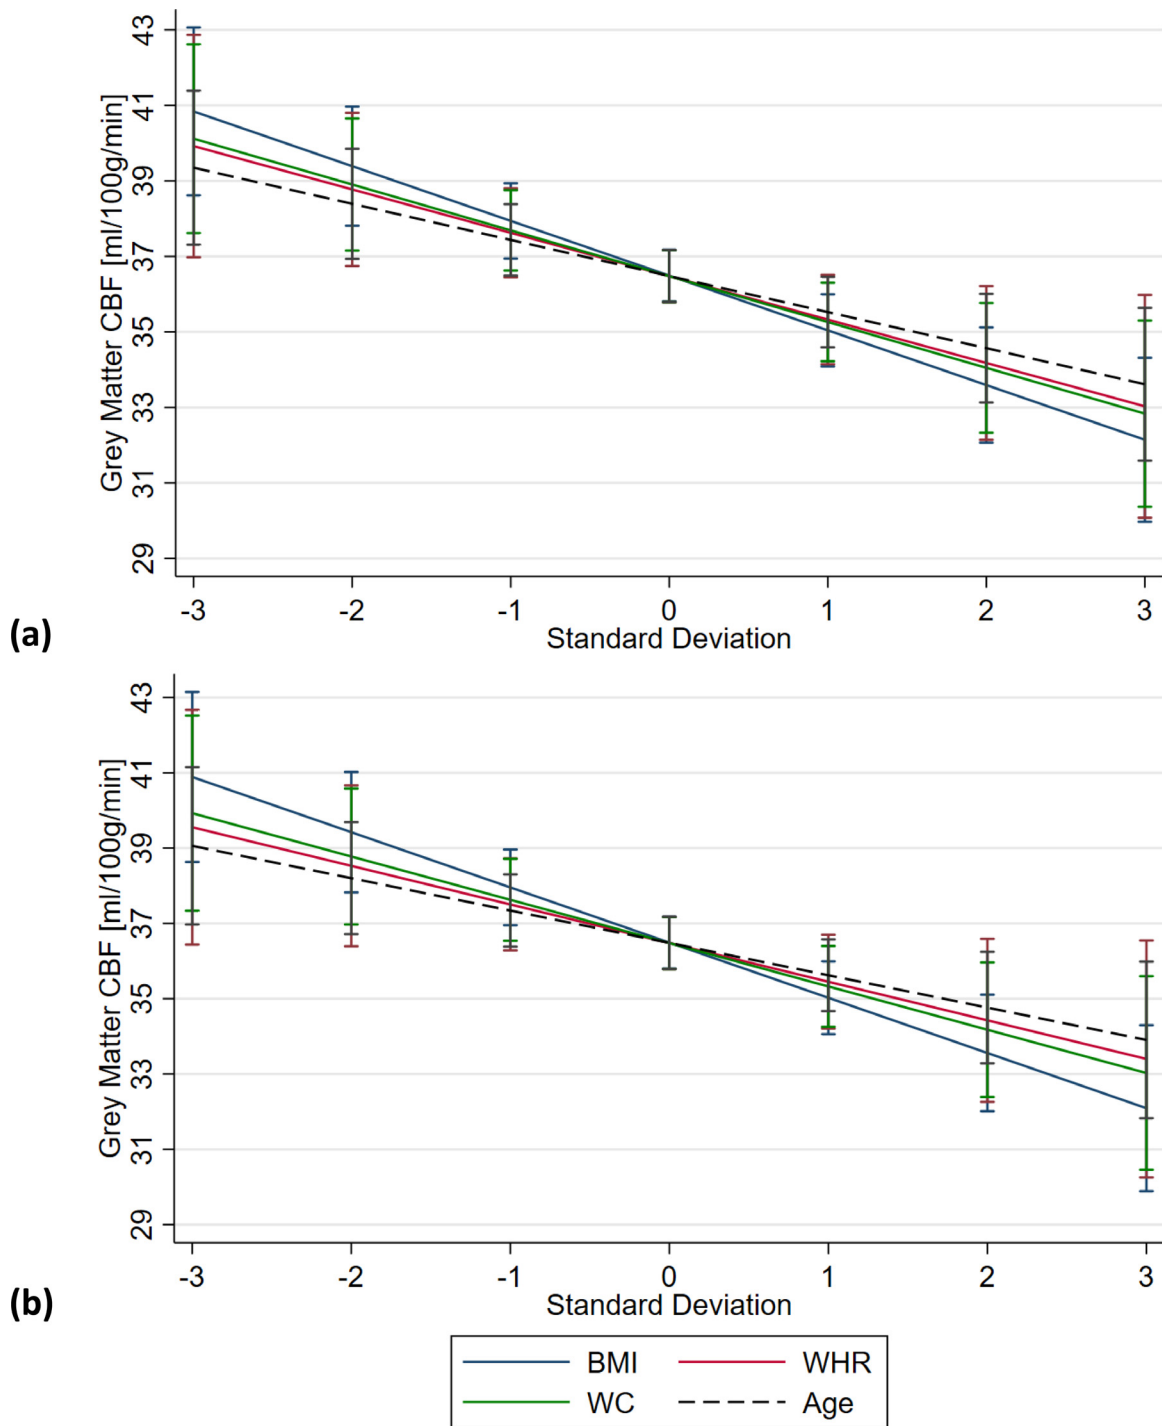 Grey Matter CBF [ml/100g/min]
43
41
39
37
35
33
31
29
-3 -2 -1 0 1 2 3
Standard Deviation
(a)
Grey Matter CBF [ml/100g/min]
43
41
39
37
35
33
31
29
-3 -2 -1 0 1 2 3
Standard Deviation
(b)
BMI WHR
WC Age